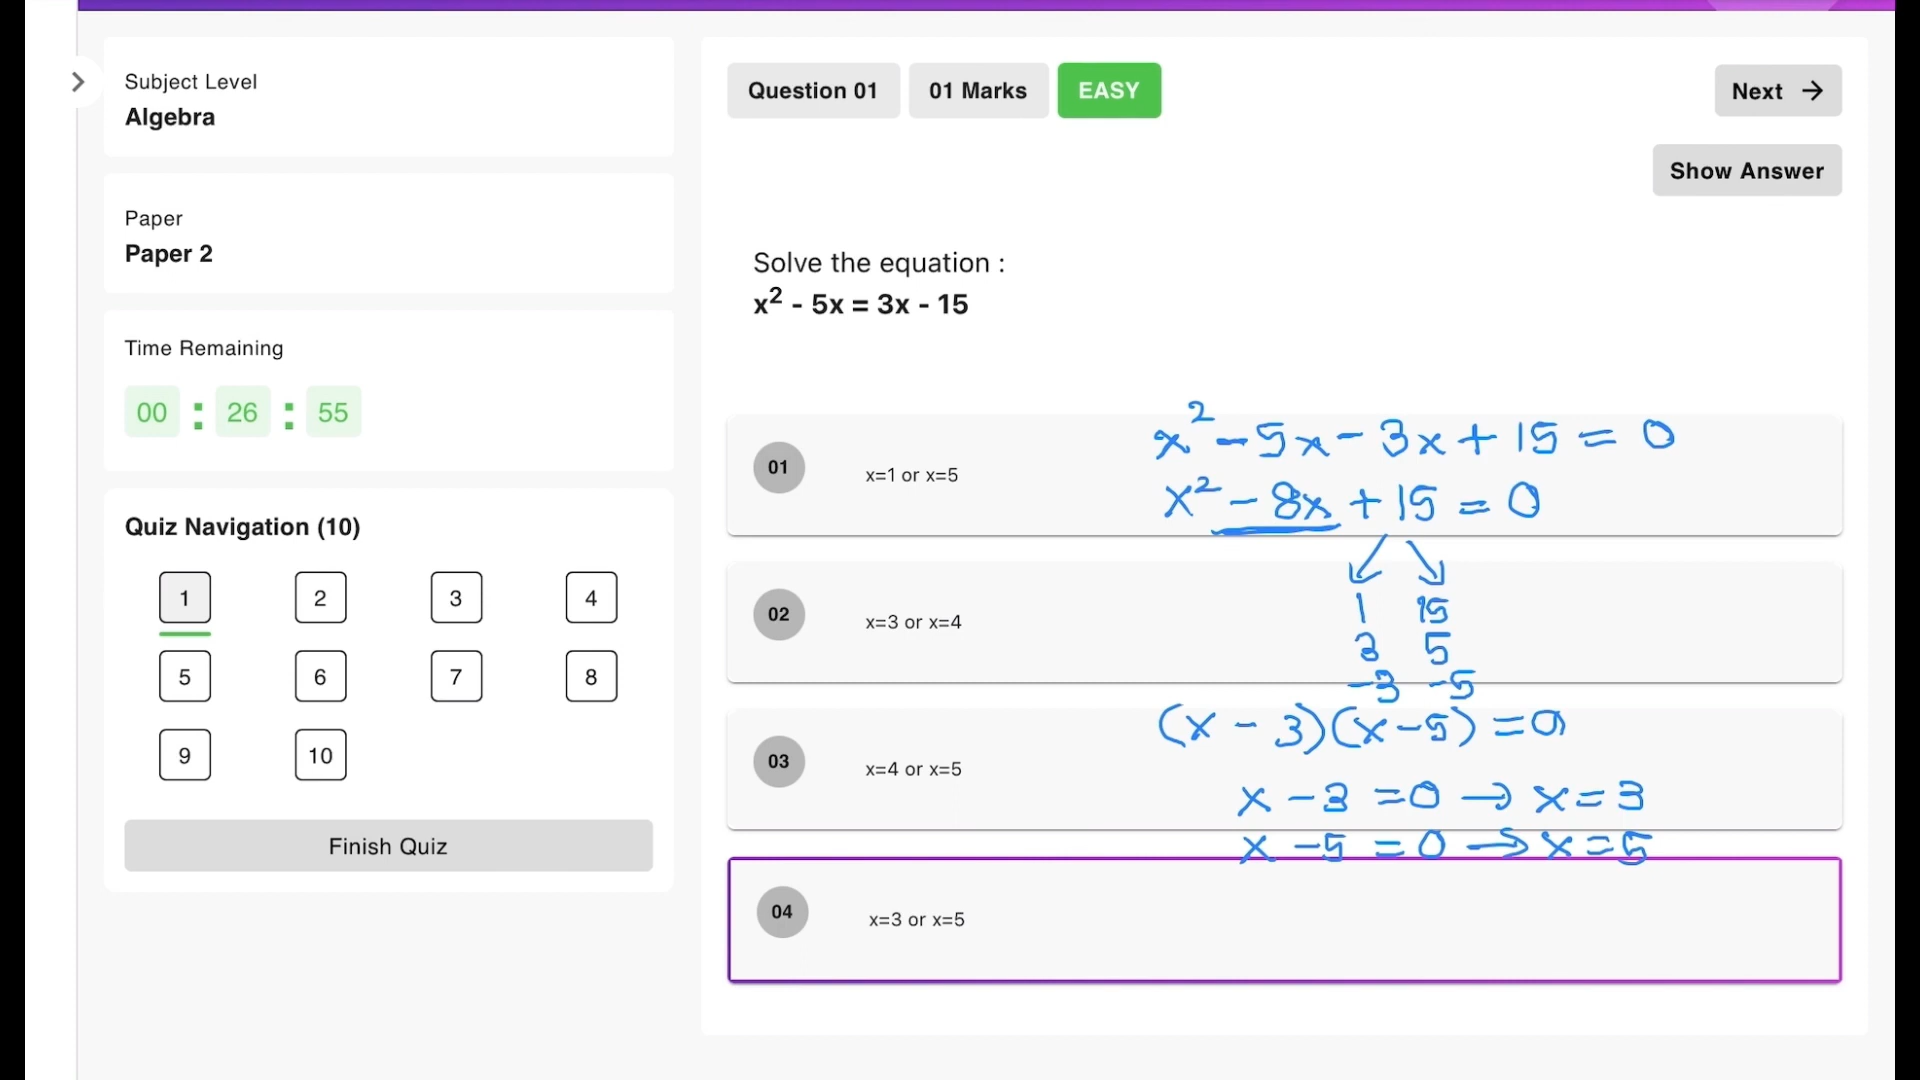 Subject Level
Algebra
Paper
Paper 2
Time Remaining
00 : 26 : 55
Quiz Navigation (10)
1 2 3 4
5 6 7 8
9 10
Finish Quiz
Question 01 01 Marks EASY
Next →
Show Answer
Solve the equation :
x² - 5x = 3x - 15
01 x=1 or x=5
02 x=3 or x=4
03 x=4 or x=5
04 x=3 or x=5
x² - 5x - 3x + 15 = 0
x² - 8x + 15 = 0
1 15
3 5
-3 -5
(x - 3)(x - 5) = 0
x - 3 = 0 → x = 3
x - 5 = 0 → x = 5